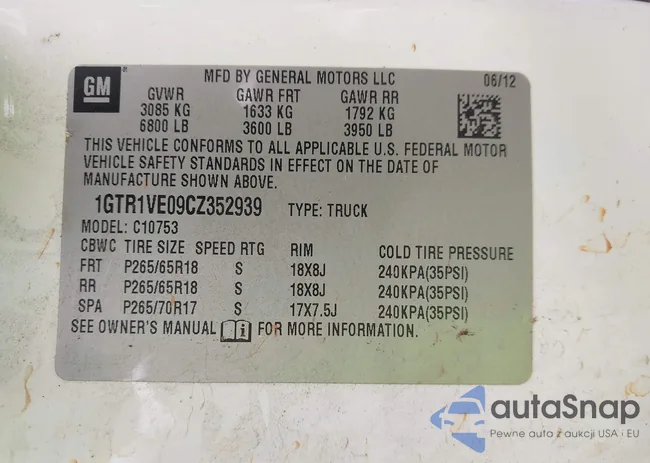 GM
MFD BY GENERAL MOTORS LLC 06/12
GVWR GAWR FRT GAWR RR
3085 KG 1633 KG 1792 KG
6800 LB 3600 LB 3950 LB
THIS VEHICLE CONFORMS TO ALL APPLICABLE U.S. FEDERAL MOTOR
VEHICLE SAFETY STANDARDS IN EFFECT ON THE DATE OF
MANUFACTURE SHOWN ABOVE.
1GTR1VE09CZ352939 TYPE: TRUCK
MODEL: C10753
CBWC TIRE SIZE SPEED RTG RIM COLD TIRE PRESSURE
FRT P265/65R18 S 18X8J 240KPA(35PSI)
RR P265/65R18 S 18X8J 240KPA(35PSI)
SPA P265/70R17 S 17X7.5J 240KPA(35PSI)
SEE OWNER'S MANUAL i FOR MORE INFORMATION.
autoSnap
Pewne auta z aukcji USA i EU